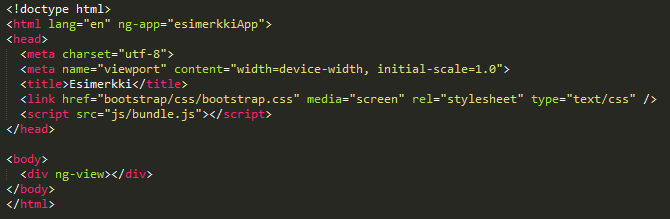 <!doctype html>
<html lang="en" ng-app="esimerkkiApp">
<head>
  <meta charset="utf-8">
  <meta name="viewport" content="width=device-width, initial-scale=1.0">
  <title>Esimerkki</title>
  <link href="bootstrap/css/bootstrap.css" media="screen" rel="stylesheet" type="text/css" />
  <script src="js/bundle.js"></script>
</head>

<body>
  <div ng-view></div>
</body>
</html>